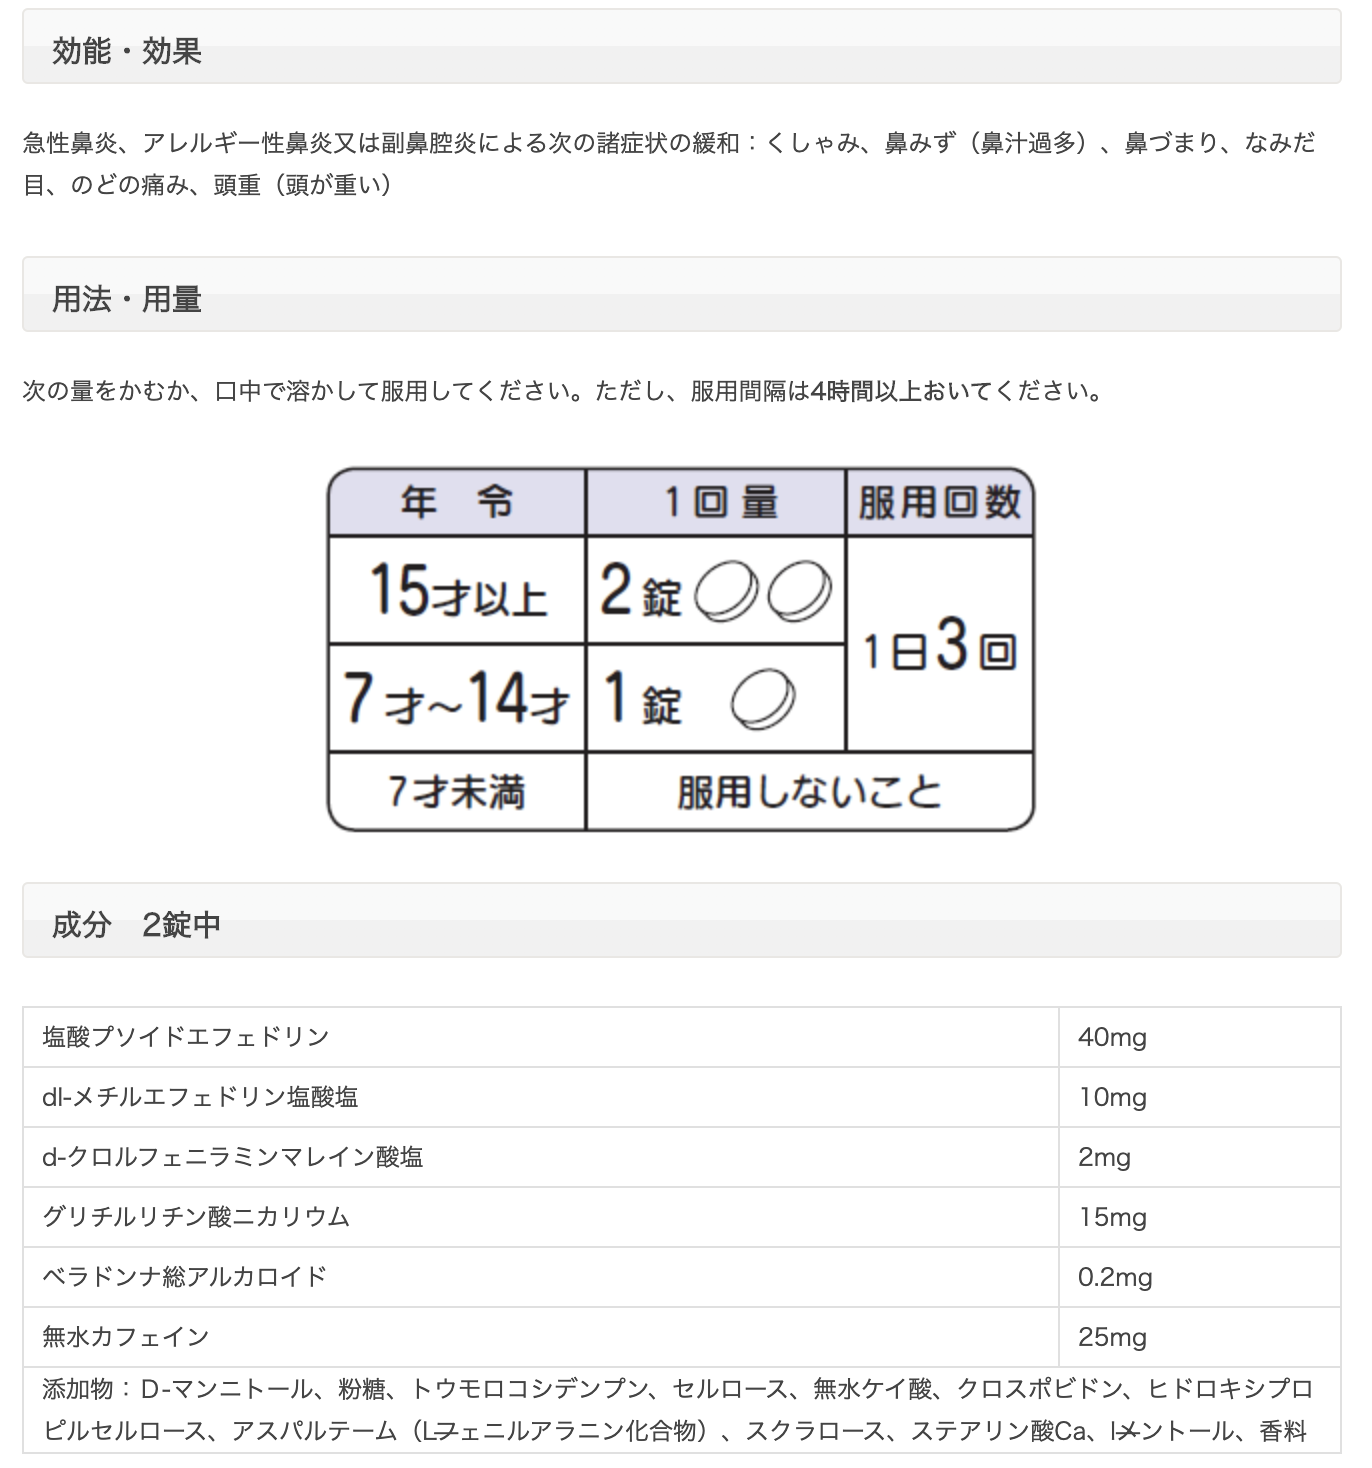 効能・効果
急性鼻炎、アレルギー性鼻炎又は副鼻腔炎による次の諸症状の緩和：くしゃみ、鼻みず（鼻汁過多）、鼻づまり、なみだ
目、のどの痛み、頭重（頭が重い）
用法・用量
次の量をかむか、口中で溶かして服用してください。ただし、服用間隔は4時間以上おいてください。
年　令 1回量 服用回数
15才以上 2錠 1日3回
7才～14才 1錠
7才未満 服用しないこと
成分　2錠中
塩酸プソイドエフェドリン 40mg
dl-メチルエフェドリン塩酸塩 10mg
d-クロルフェニラミンマレイン酸塩 2mg
グリチルリチン酸ニカリウム 15mg
ベラドンナ総アルカロイド 0.2mg
無水カフェイン 25mg
添加物：Ｄ-マンニトール、粉糖、トウモロコシデンプン、セルロース、無水ケイ酸、クロスポビドン、ヒドロキシプロ
ピルセルロース、アスパルテーム（L-フェニルアラニン化合物）、スクラロース、ステアリン酸Ca、l-メントール、香料